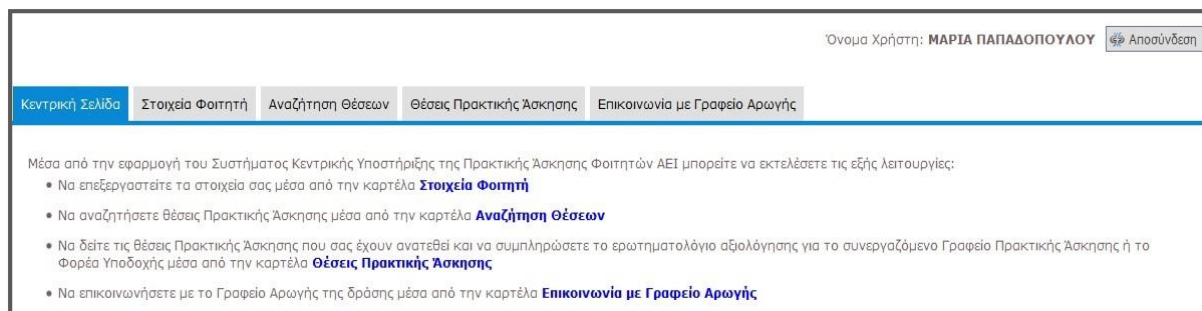 Όνομα Χρήστη: ΜΑΡΙΑ ΠΑΠΑΔΟΠΟΥΛΟΥ Αποσύνδεση
Κεντρική Σελίδα Στοιχεία Φοιτητή Αναζήτηση Θέσεων Θέσεις Πρακτικής Άσκησης Επικοινωνία με Γραφείο Αρωγής
Μέσα από την εφαρμογή του Συστήματος Κεντρικής Υποστήριξης της Πρακτικής Άσκησης Φοιτητών ΑΕΙ μπορείτε να εκτελέσετε τις εξής λειτουργίες:
• Να επεξεργαστείτε τα στοιχεία σας μέσα από την καρτέλα Στοιχεία Φοιτητή
• Να αναζητήσετε θέσεις Πρακτικής Άσκησης μέσα από την καρτέλα Αναζήτηση Θέσεων
• Να δείτε τις θέσεις Πρακτικής Άσκησης που σας έχουν ανατεθεί και να συμπληρώσετε το ερωτηματολόγιο αξιολόγησης για το συνεργαζόμενο Γραφείο Πρακτικής Άσκησης ή το
Φορέα Υποδοχής μέσα από την καρτέλα Θέσεις Πρακτικής Άσκησης
• Να επικοινωνήσετε με το Γραφείο Αρωγής της δράσης μέσα από την καρτέλα Επικοινωνία με Γραφείο Αρωγής